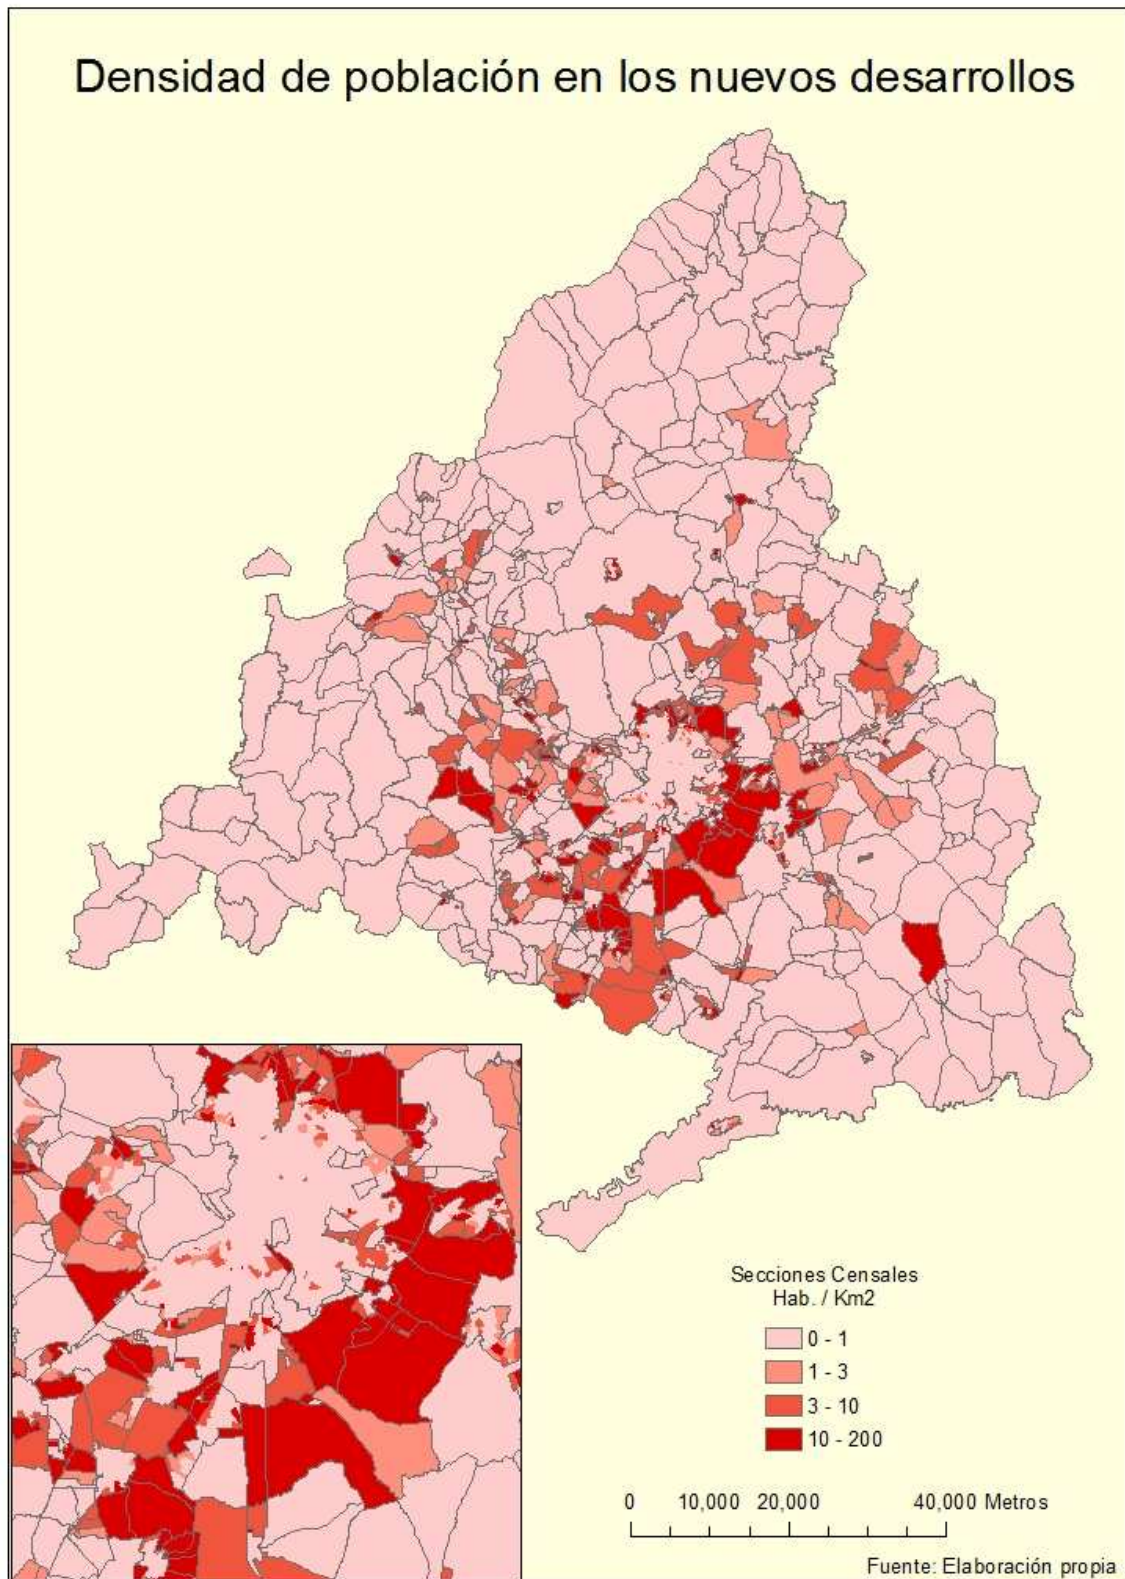 Densidad de población en los nuevos desarrollos
Secciones Censales
Hab. / Km2
0 - 1
1 - 3
3 - 10
10 - 200
0 10,000 20,000 40,000 Metros
Fuente: Elaboración propia